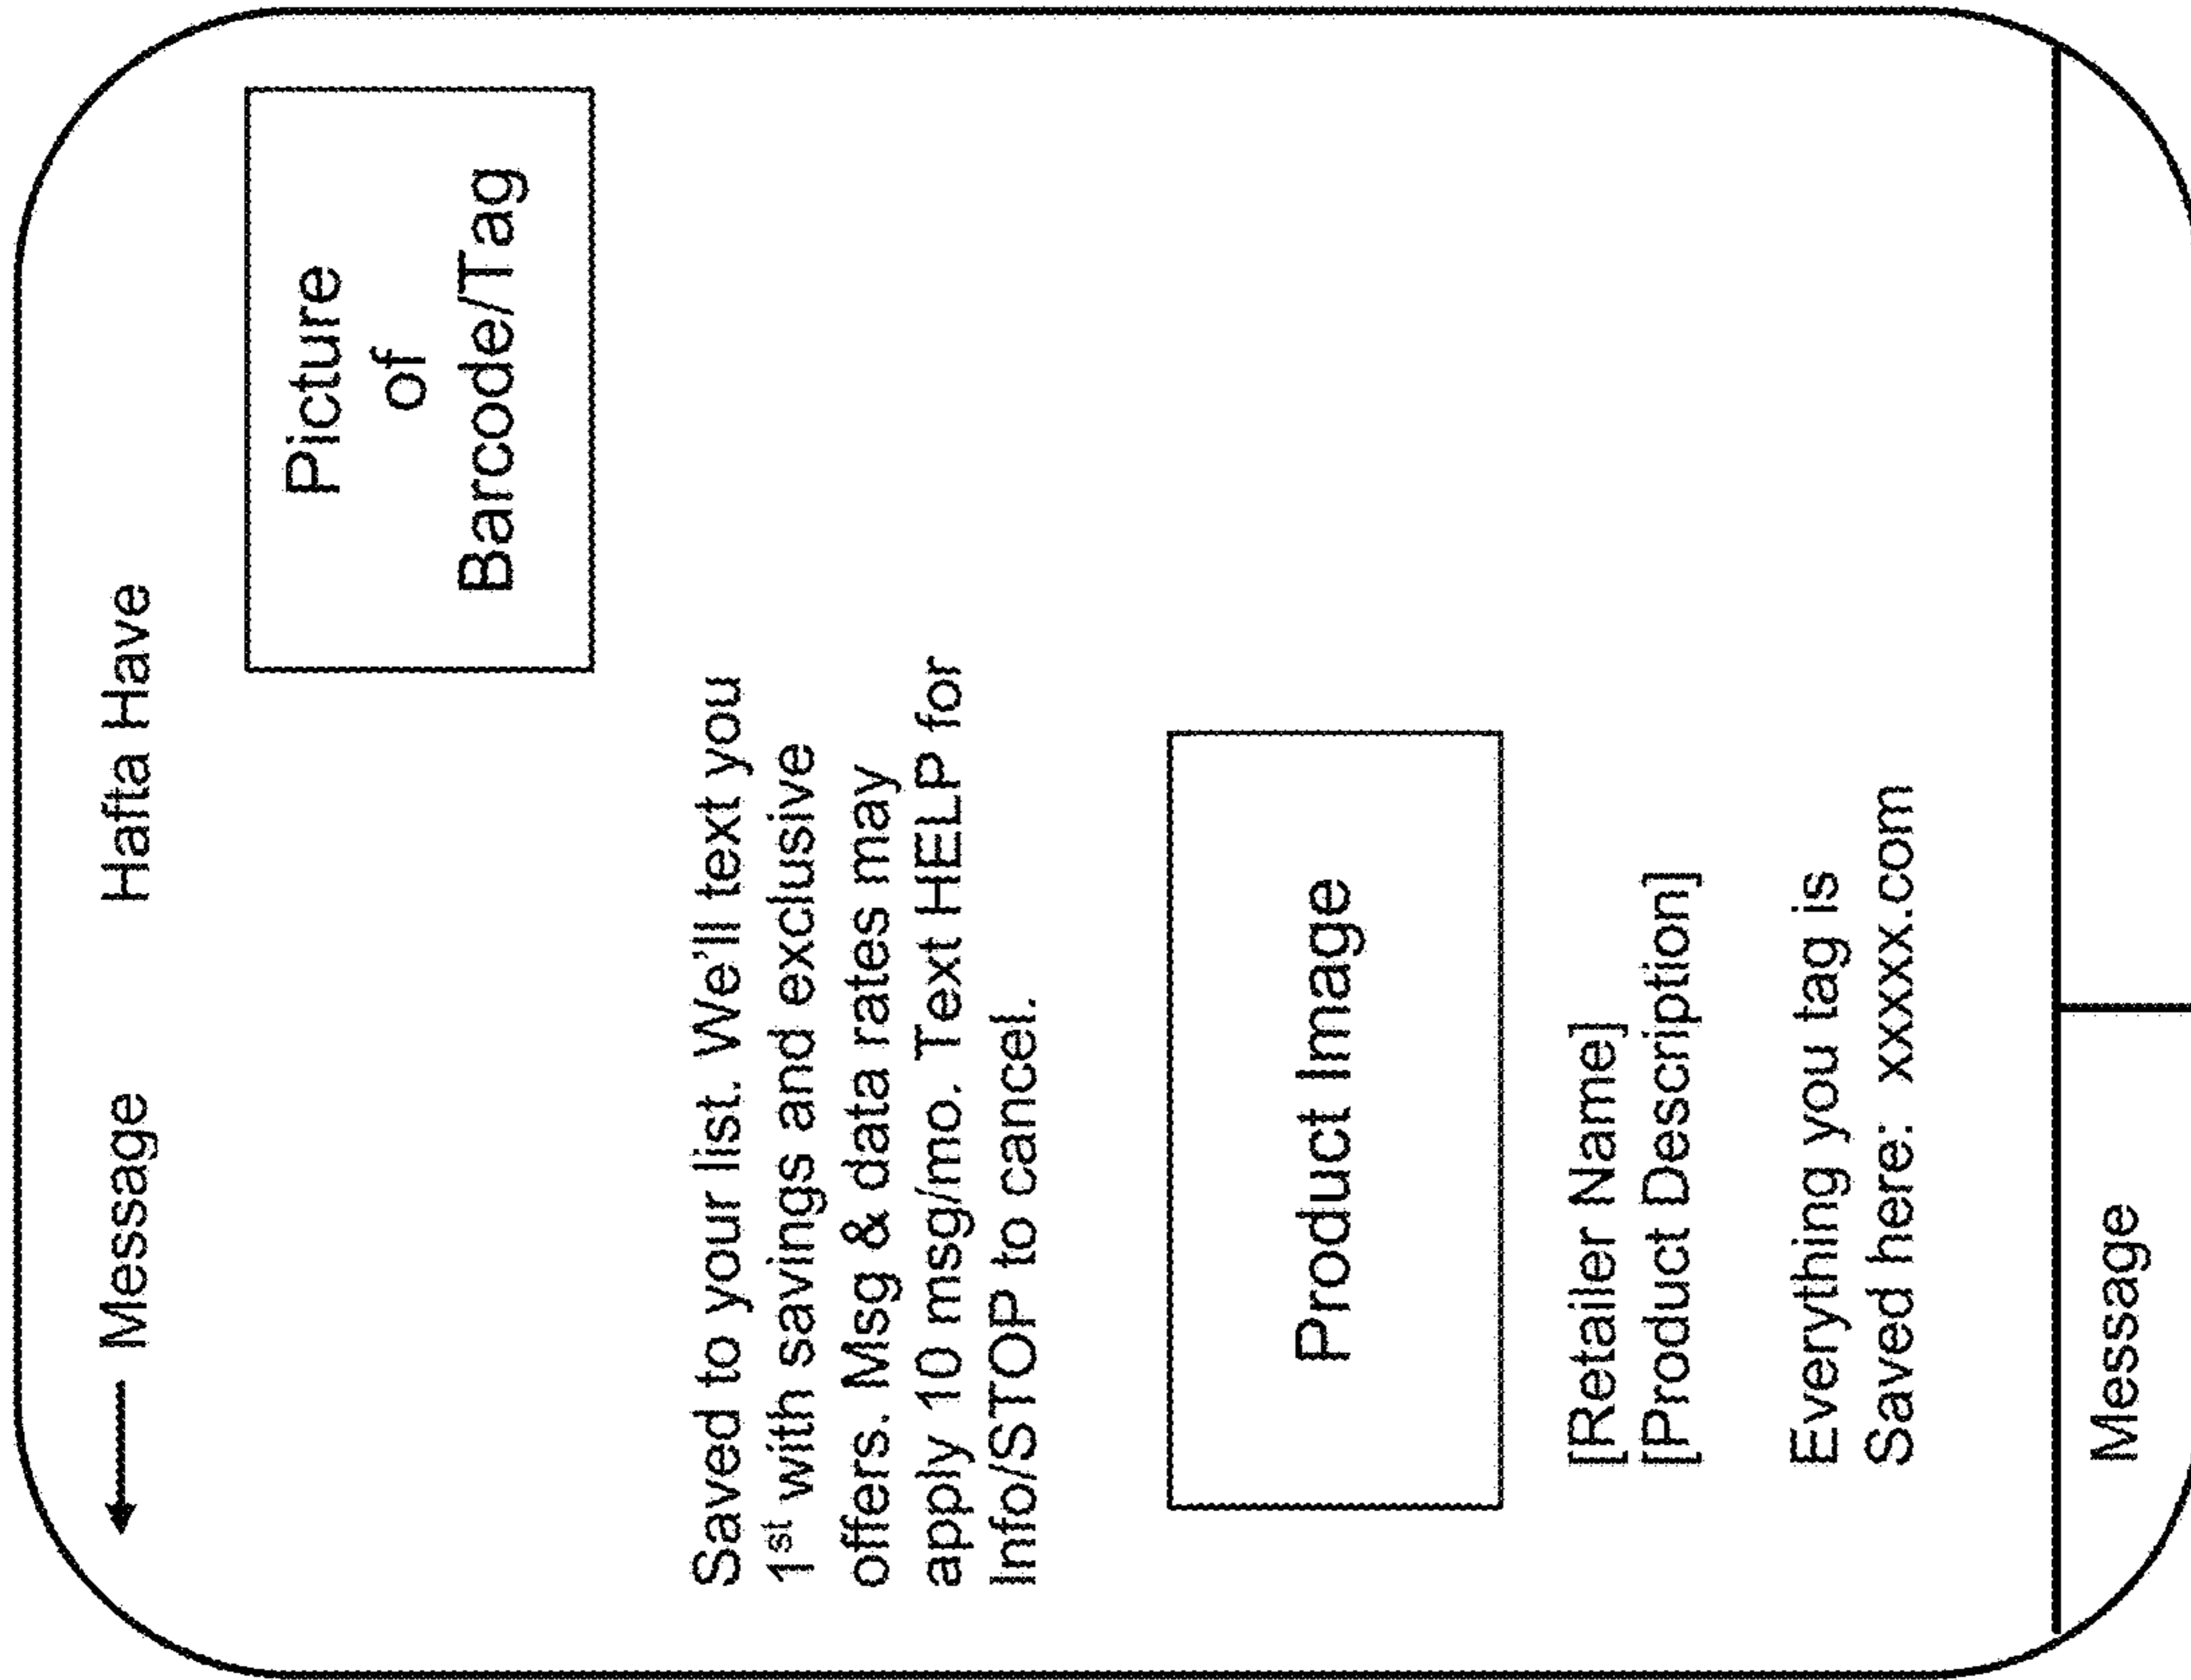 Message Hafta Have
Picture
of
Barcode/Tag
Saved to your list. We'll text you
1st with savings and exclusive
offers. Msg & data rates may
apply 10 msg/mo. Text HELP for
Info/STOP to cancel.
Product Image
[Retailer Name]
[Product Description]
Everything you tag is
Saved here: xxxxx.com
Message